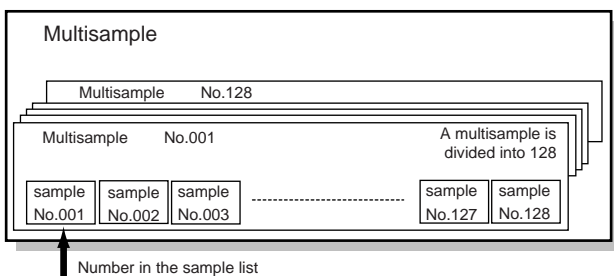 Multisample
Multisample No.128
Multisample No.001
A multisample is
divided into 128
sample
No.001
sample
No.002
sample
No.003
sample
No.127
sample
No.128
Number in the sample list